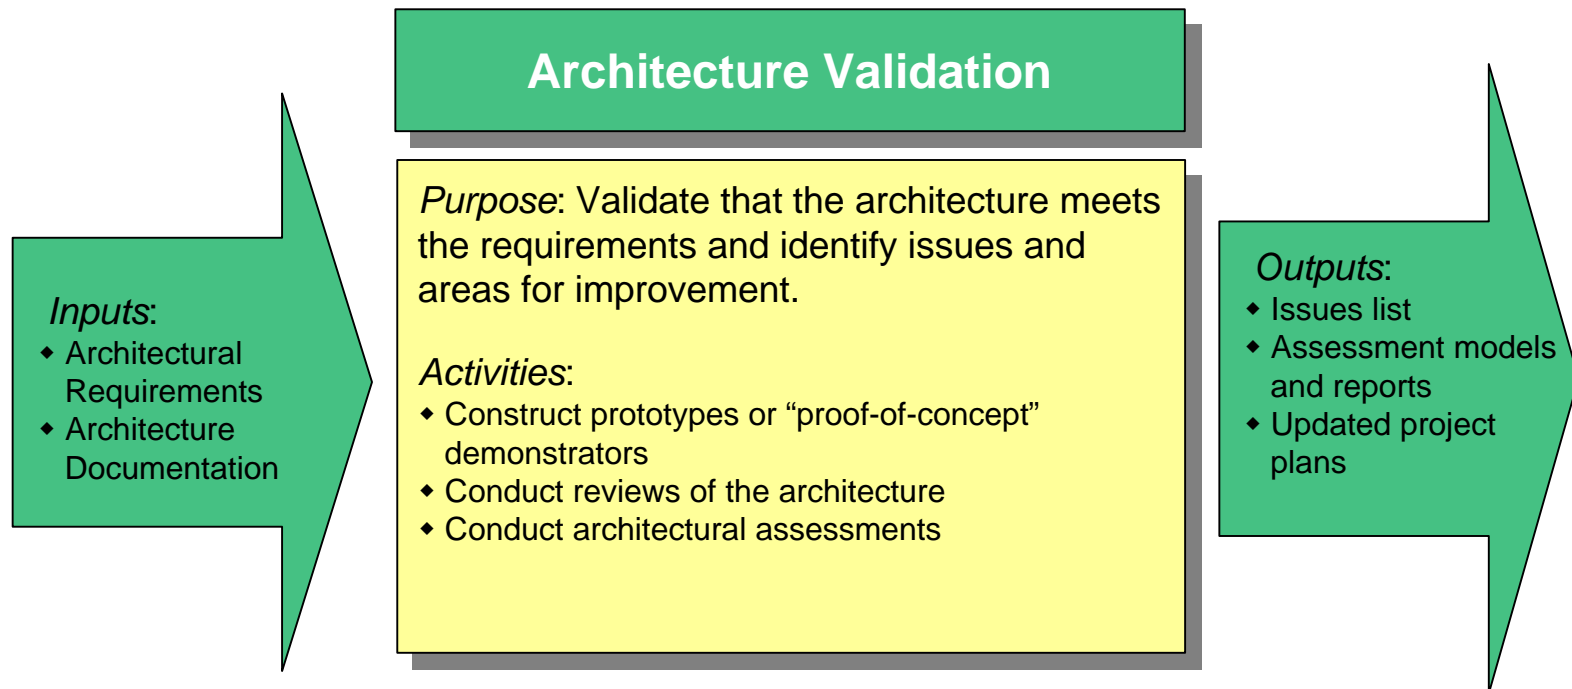 Architecture Validation
Inputs:
◆ Architectural
Requirements
◆ Architecture
Documentation
Purpose: Validate that the architecture meets
the requirements and identify issues and
areas for improvement.
Activities:
◆ Construct prototypes or “proof-of-concept”
demonstrators
◆ Conduct reviews of the architecture
◆ Conduct architectural assessments
Outputs:
◆ Issues list
◆ Assessment models
and reports
◆ Updated project
plans